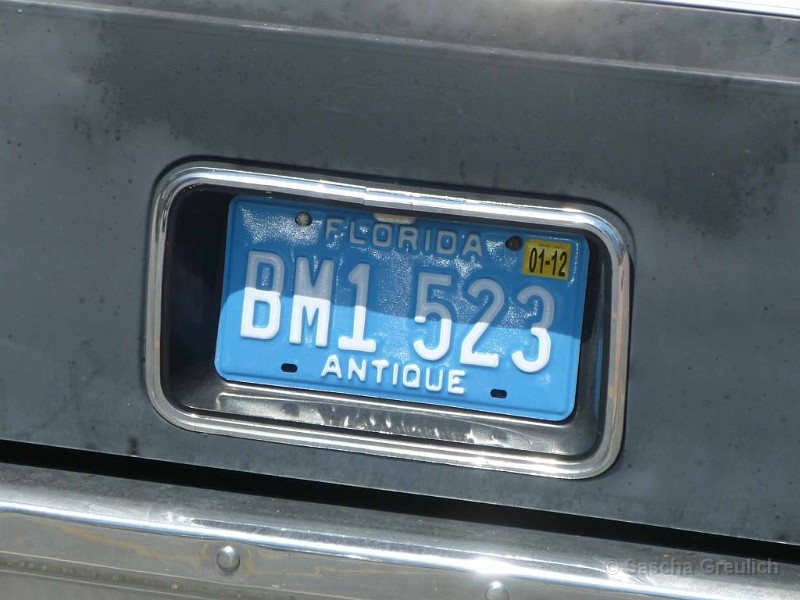 FLORIDA
01-12
BM1 523
ANTIQUE
© Sascha Greulich